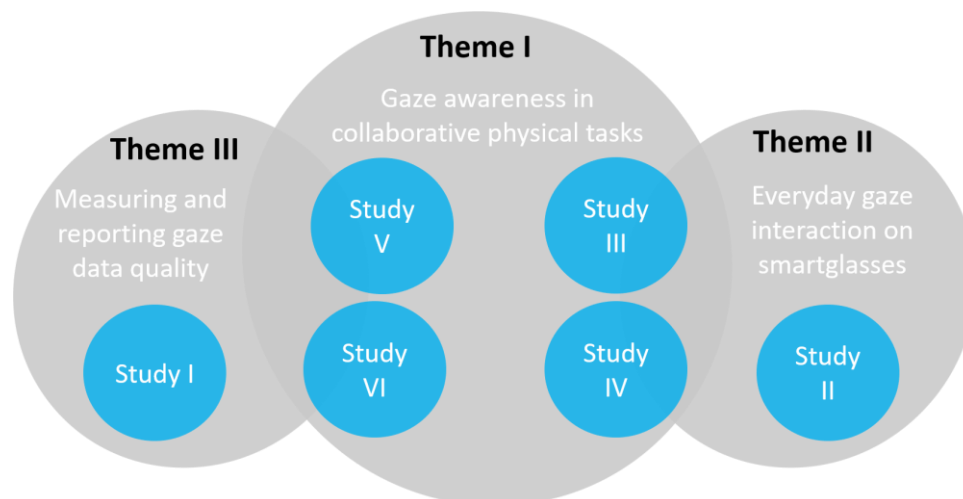 Theme I
Gaze awareness in
collaborative physical tasks
Theme III
Measuring and
reporting gaze
data quality
Theme II
Everyday gaze
interaction on
smartglasses
Study
V
Study
III
Study I
Study
VI
Study
IV
Study
II